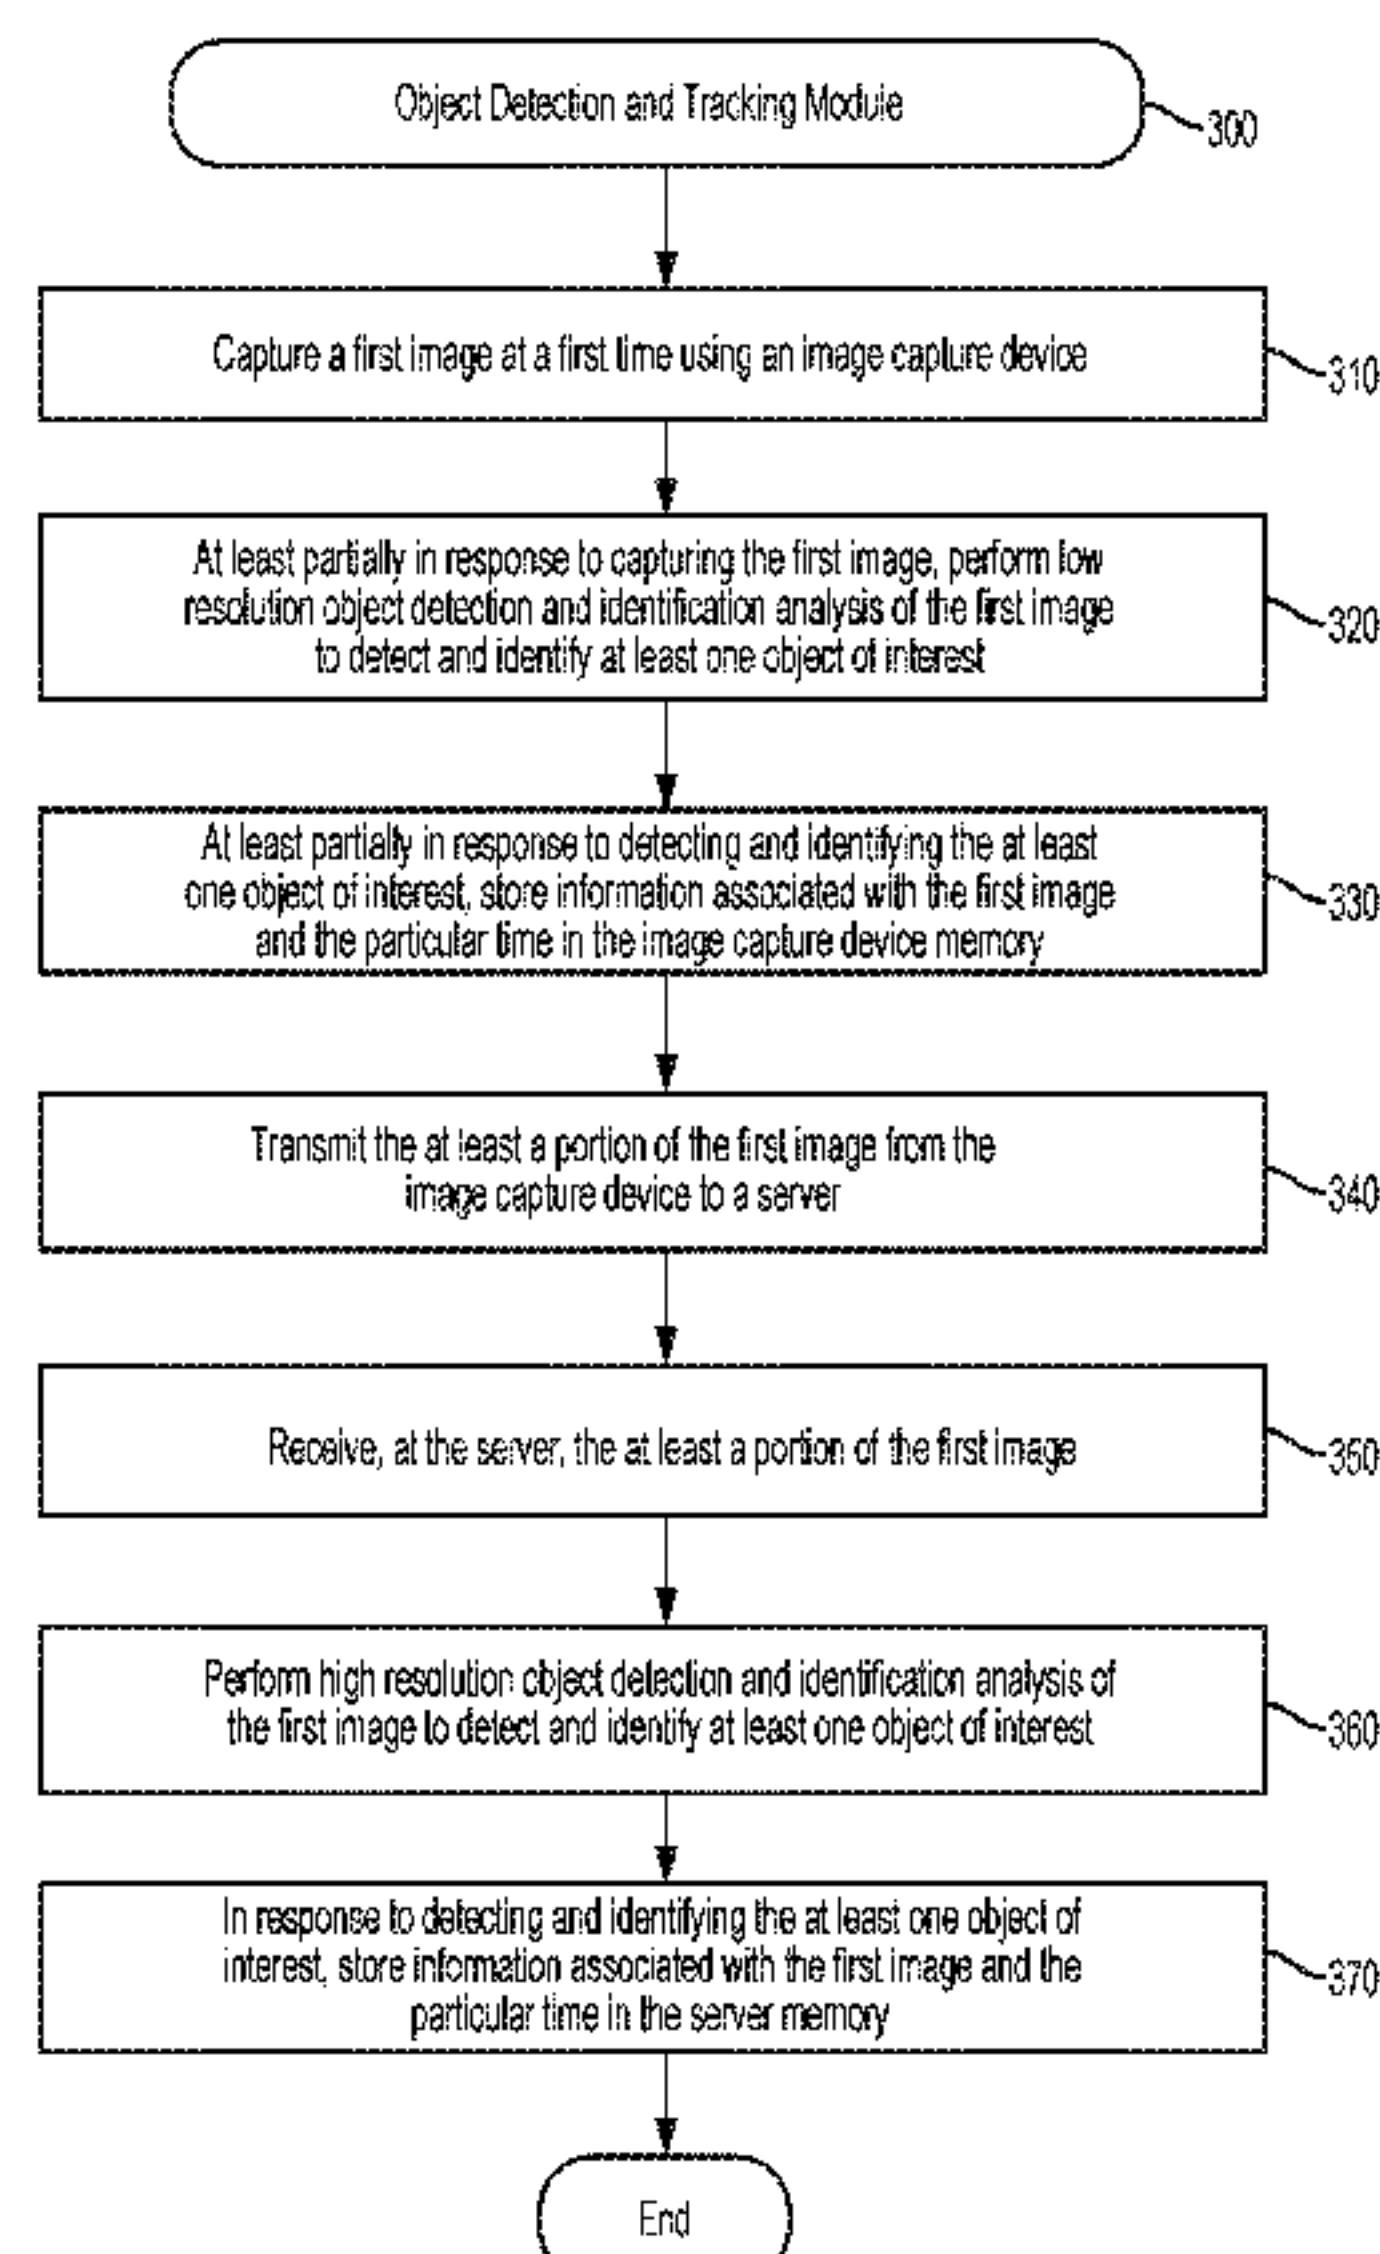 Object Detection and Tracking Module
300
Capture a first image at a first time using an image capture device
310
At least partially in response to capturing the first image, perform low
resolution object detection and identification analysis of the first image
to detect and identify at least one object of interest
320
At least partially in response to detecting and identifying the at least
one object of interest, store information associated with the first image
and the particular time in the image capture device memory
330
Transmit the at least a portion of the first image from the
image capture device to a server
340
Receive, at the server, the at least a portion of the first image
350
Perform high resolution object detection and identification analysis of
the first image to detect and identify at least one object of interest
360
In response to detecting and identifying the at least one object of
interest, store information associated with the first image and the
particular time in the server memory
370
End